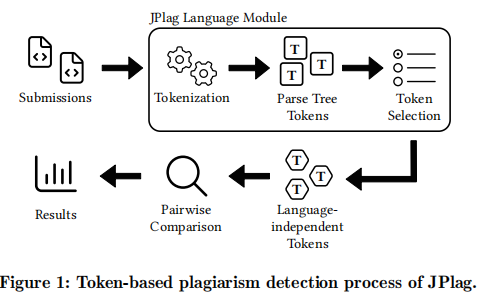 JPlag Language Module
T
T
T
Submissions
Tokenization
Parse Tree
Tokens
Token
Selection
T
T
T
Results
Pairwise
Comparison
Language-
independent
Tokens
Figure 1: Token-based plagiarism detection process of JPlag.